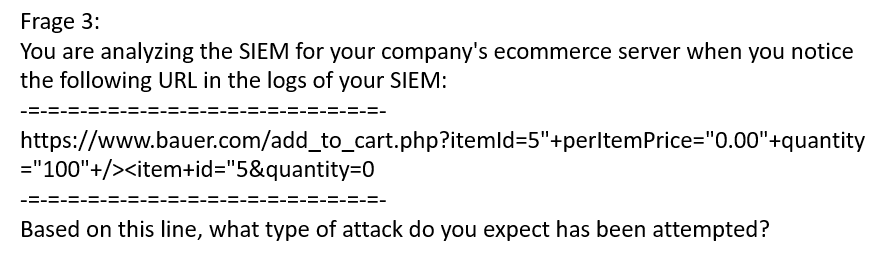 Frage 3:
You are analyzing the SIEM for your company's ecommerce server when you notice
the following URL in the logs of your SIEM:
-=-=-=-=-=-=-=-=-=-=-=-=-=-=-=-=-=-=-
https://www.bauer.com/add_to_cart.php?itemId=5"+perItemPrice="0.00"+quantity
="100"+/><item+id="5&quantity=0
-=-=-=-=-=-=-=-=-=-=-=-=-=-=-=-=-=-=-
Based on this line, what type of attack do you expect has been attempted?